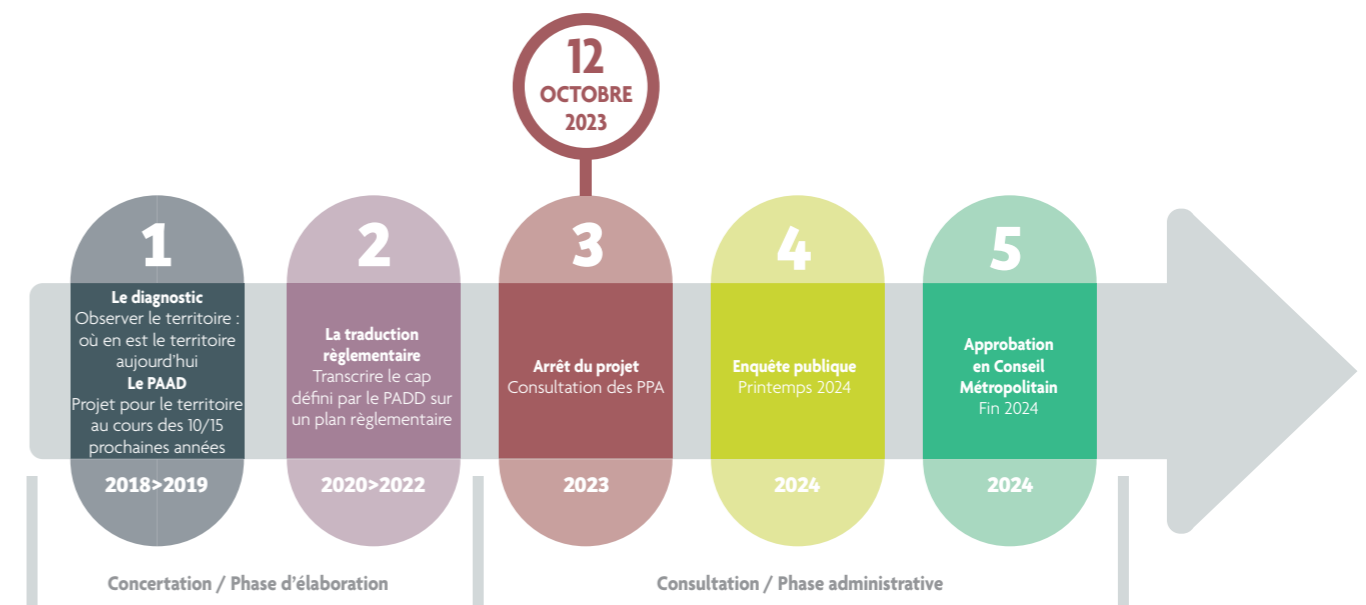 12
OCTOBRE
2023
1
Le diagnostic
Observer le territoire :
où en est le territoire
aujourd'hui
Le PAAD
Projet pour le territoire
au cours des 10/15
prochaines années
2018>2019
2
La traduction
règlementaire
Transcrire le cap
défini par le PADD sur
un plan règlementaire
2020>2022
3
Arrêt du projet
Consultation des PPA
2023
4
Enquête publique
Printemps 2024
2024
5
Approbation
en Conseil
Métropolitain
Fin 2024
2024
Concertation / Phase d'élaboration
Consultation / Phase administrative